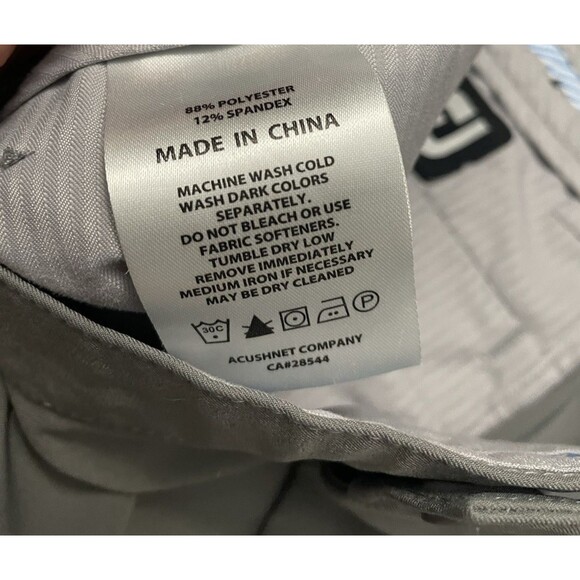 88% POLYESTER
12% SPANDEX
MADE IN CHINA
MACHINE WASH COLD
WASH DARK COLORS
SEPARATELY.
DO NOT BLEACH OR USE
FABRIC SOFTENERS.
TUMBLE DRY LOW
REMOVE IMMEDIATELY
MEDIUM IRON IF NECESSARY
MAY BE DRY CLEANED
30C P
ACUSHNET COMPANY
CA#28544